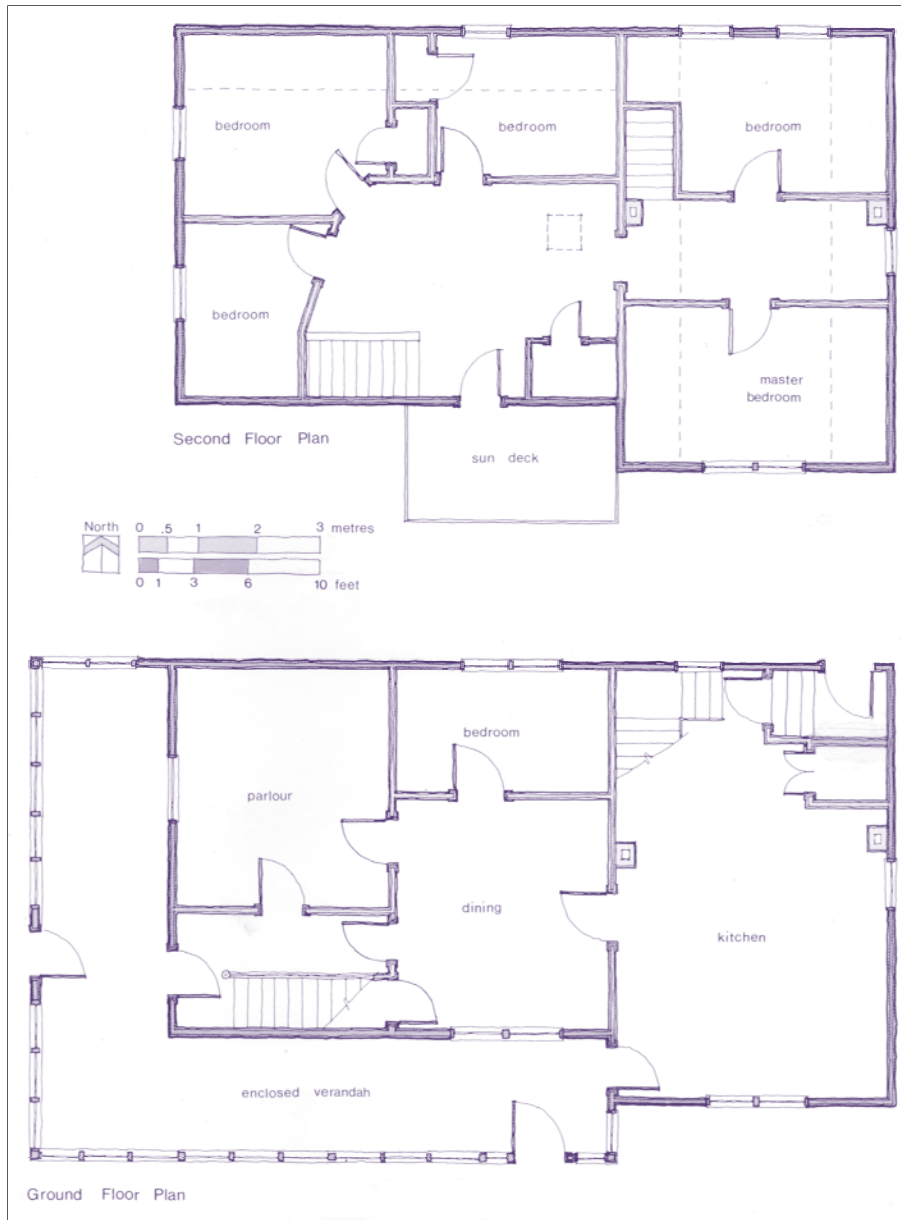 bedroom
bedroom
bedroom
bedroom
master
bedroom
Second Floor Plan
sun deck
North 0 .5 1 2 3 metres
0 1 3 6 10 feet
bedroom
parlour
dining
kitchen
enclosed verandah
Ground Floor Plan